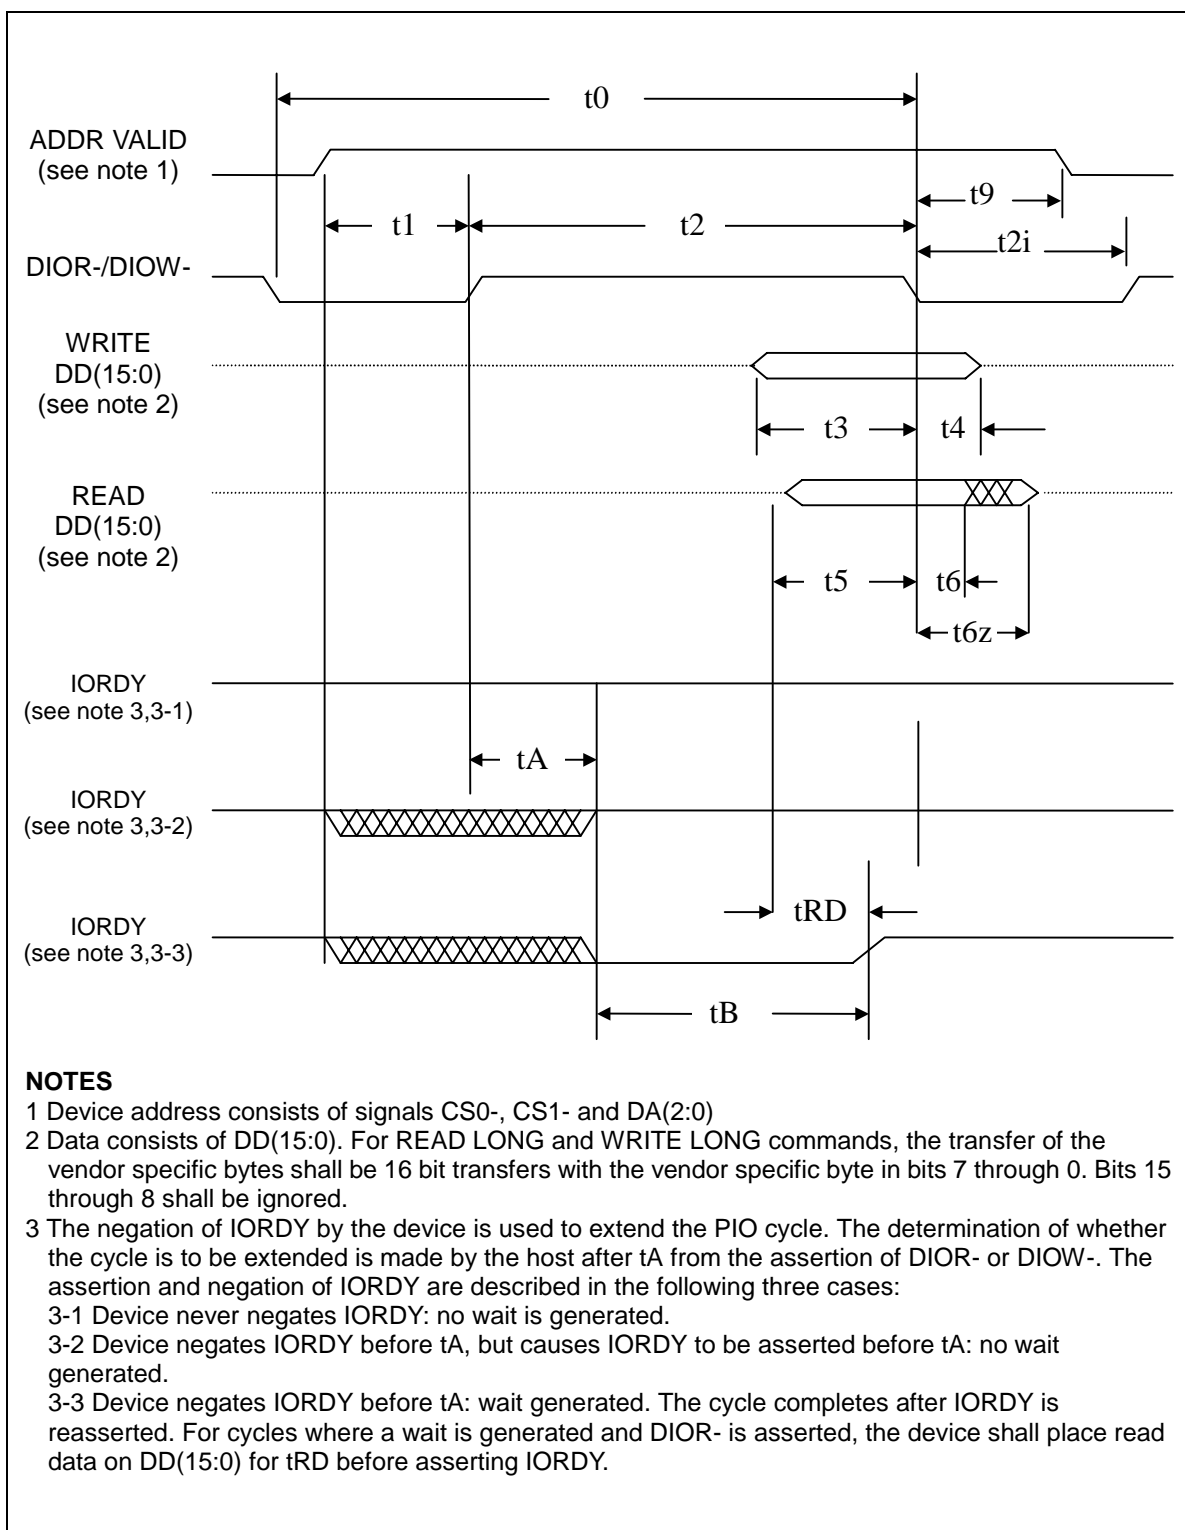 t0
ADDR VALID
(see note 1)
t9
t1
t2
t2i
DIOR-/DIOW-
WRITE
DD(15:0)
(see note 2)
t3
t4
READ
DD(15:0)
(see note 2)
t5
t6
t6z
IORDY
(see note 3,3-1)
tA
IORDY
(see note 3,3-2)
tRD
IORDY
(see note 3,3-3)
tB
NOTES
1 Device address consists of signals CS0-, CS1- and DA(2:0)
2 Data consists of DD(15:0). For READ LONG and WRITE LONG commands, the transfer of the
vendor specific bytes shall be 16 bit transfers with the vendor specific byte in bits 7 through 0. Bits 15
through 8 shall be ignored.
3 The negation of IORDY by the device is used to extend the PIO cycle. The determination of whether
the cycle is to be extended is made by the host after tA from the assertion of DIOR- or DIOW-. The
assertion and negation of IORDY are described in the following three cases:
3-1 Device never negates IORDY: no wait is generated.
3-2 Device negates IORDY before tA, but causes IORDY to be asserted before tA: no wait
generated.
3-3 Device negates IORDY before tA: wait generated. The cycle completes after IORDY is
reasserted. For cycles where a wait is generated and DIOR- is asserted, the device shall place read
data on DD(15:0) for tRD before asserting IORDY.